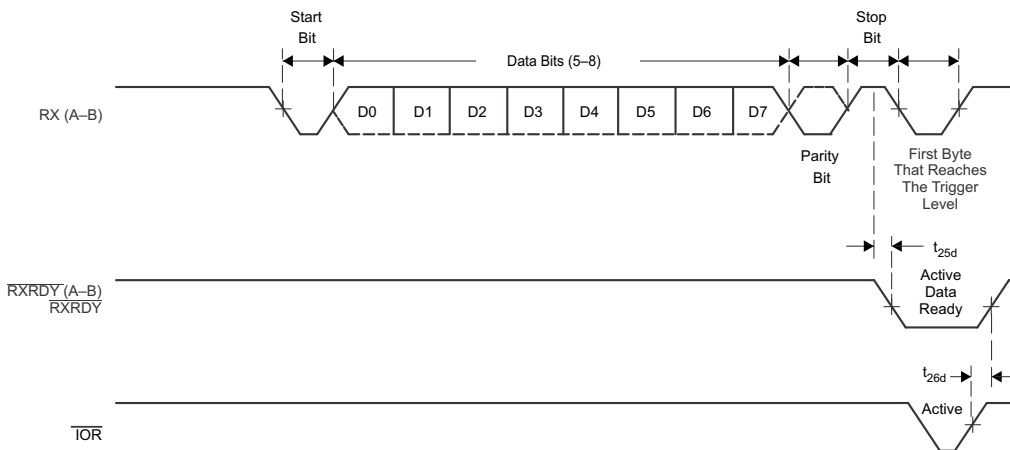 Start
Bit
Stop
Bit
Data Bits (5–8)
RX (A–B)
D0 D1 D2 D3 D4 D5 D6 D7
Parity
Bit
First Byte
That Reaches
The Trigger
Level
t25d
RXRDY (A–B)
RXRDY
Active
Data
Ready
t26d
Active
IOR